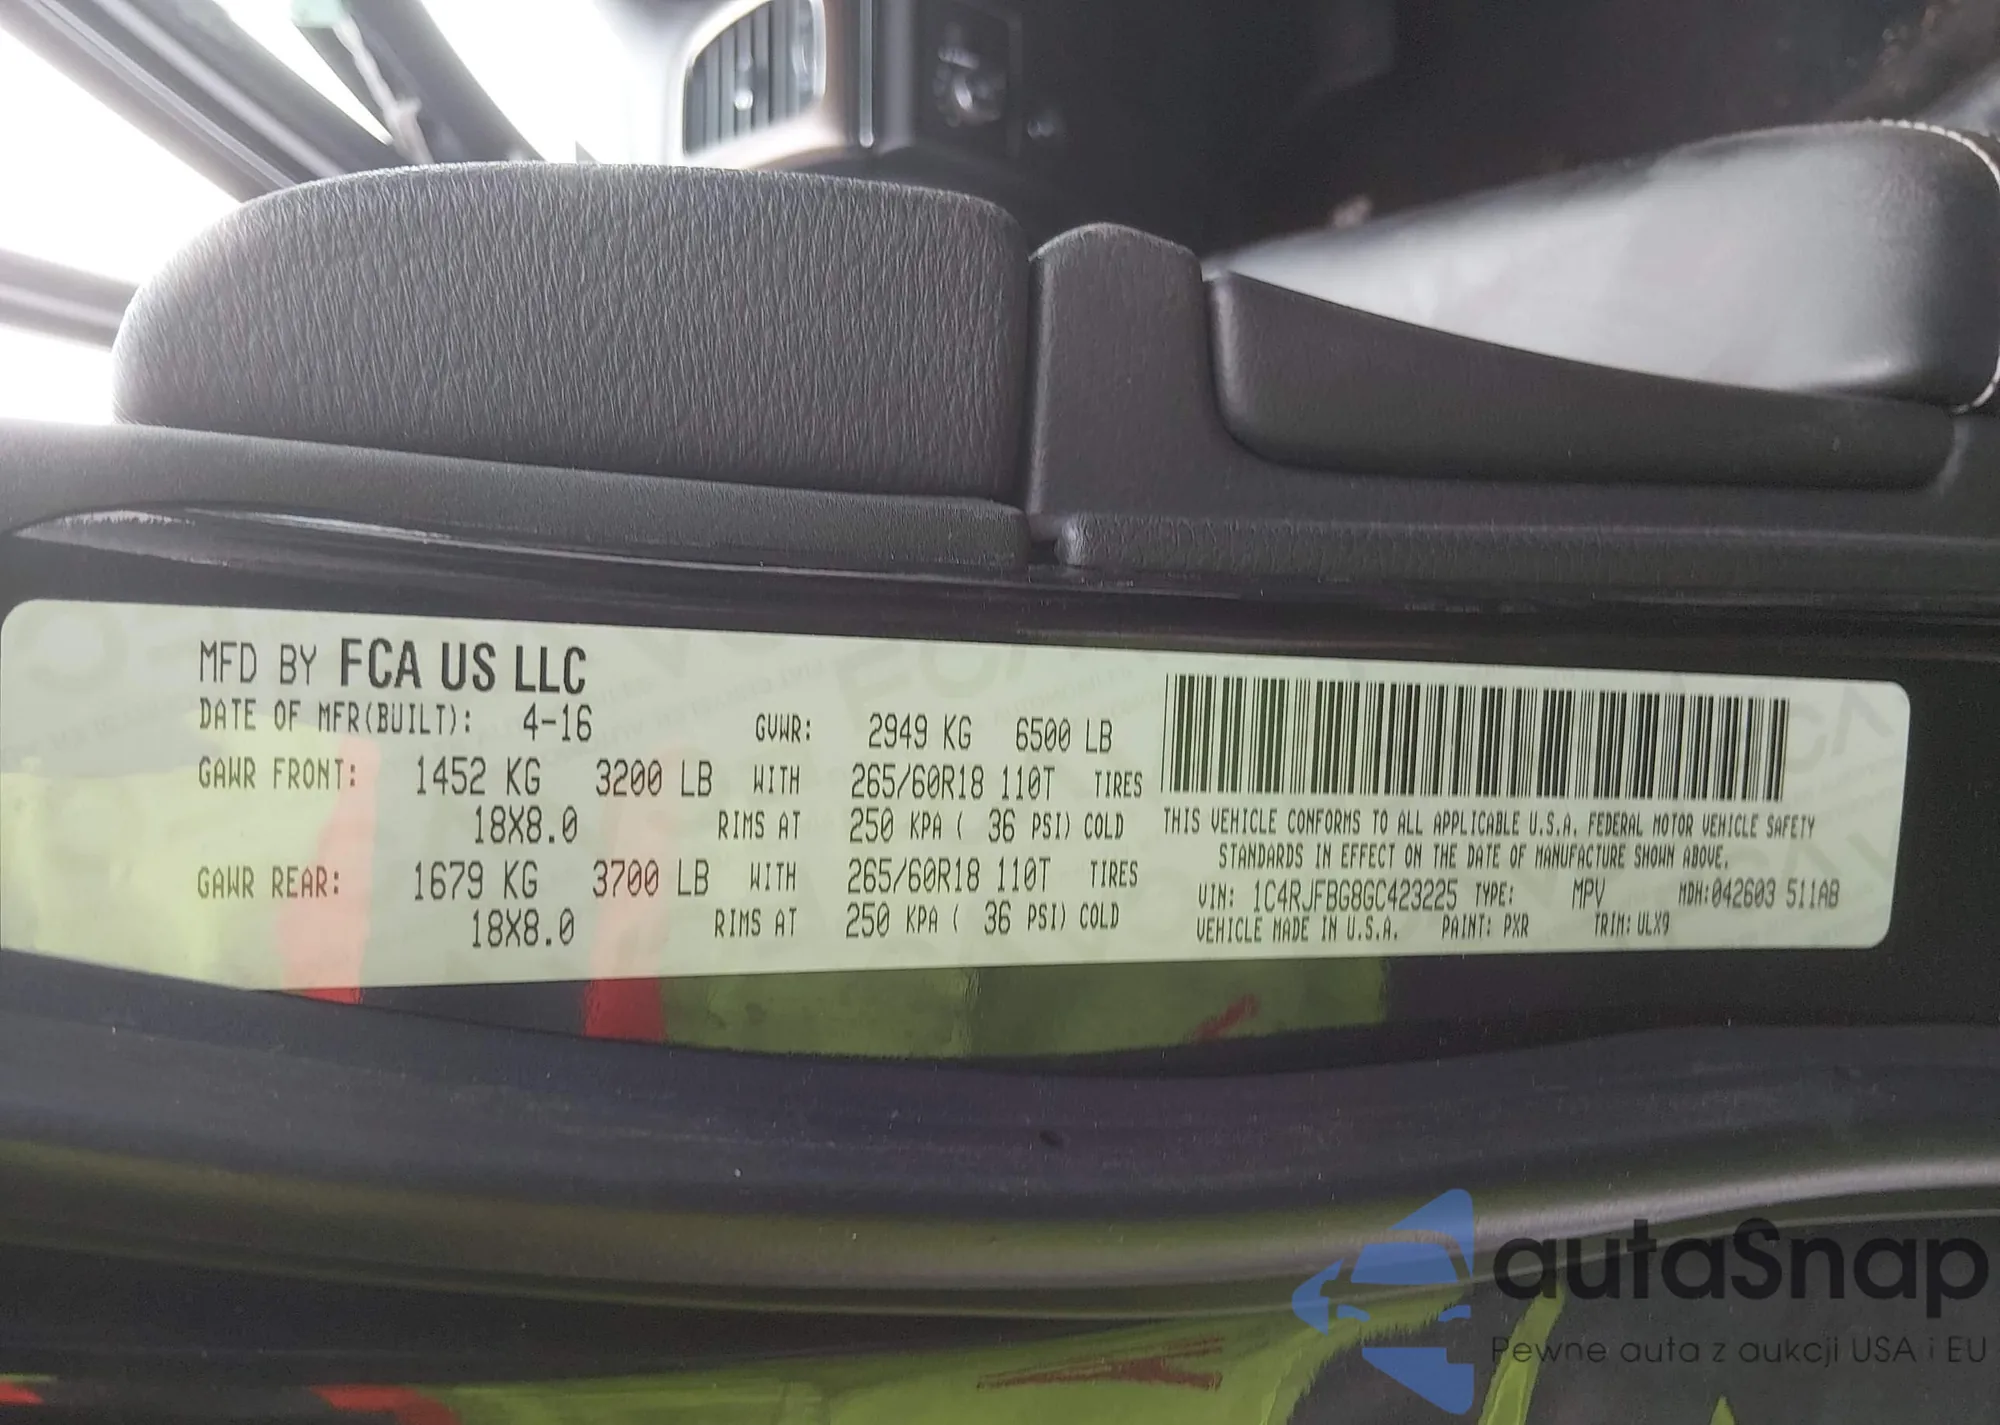 MFD BY FCA US LLC
DATE OF MFR(BUILT): 4-16 GVWR: 2949 KG 6500 LB
GAWR FRONT: 1452 KG 3200 LB WITH 265/60R18 110T TIRES
18X8.0 RIMS AT 250 KPA ( 36 PSI) COLD
GAWR REAR: 1679 KG 3700 LB WITH 265/60R18 110T TIRES
18X8.0 RIMS AT 250 KPA ( 36 PSI) COLD
THIS VEHICLE CONFORMS TO ALL APPLICABLE U.S.A. FEDERAL MOTOR VEHICLE SAFETY
STANDARDS IN EFFECT ON THE DATE OF MANUFACTURE SHOWN ABOVE.
VIN: 1C4RJFBG8GC423225 TYPE: MPV MDH:042603 511AB
VEHICLE MADE IN U.S.A. PAINT: PXR TRIM: ULX9
autaSnap
Pewne auta z aukcji USA i EU